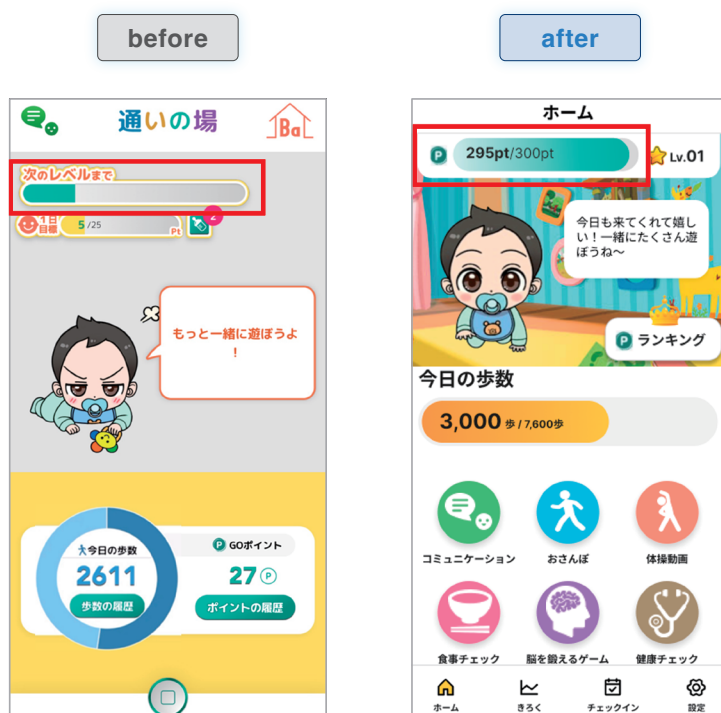 before
after
通いの場
Ba
次のレベルまで
1日
目標
5/25
Pt
2
もっと一緒に遊ぼうよ
！
今日の歩数
2611
歩数の履歴
P GOポイント
27 P
ポイントの履歴
ホーム
P 295pt/300pt
Lv.01
今日も来てくれて嬉し
い！一緒にたくさん遊
ぼうね〜
P ランキング
今日の歩数
3,000 歩 / 7,600歩
コミュニケーション
おさんぽ
体操動画
食事チェック
脳を鍛えるゲーム
健康チェック
ホーム
きろく
チェックイン
設定